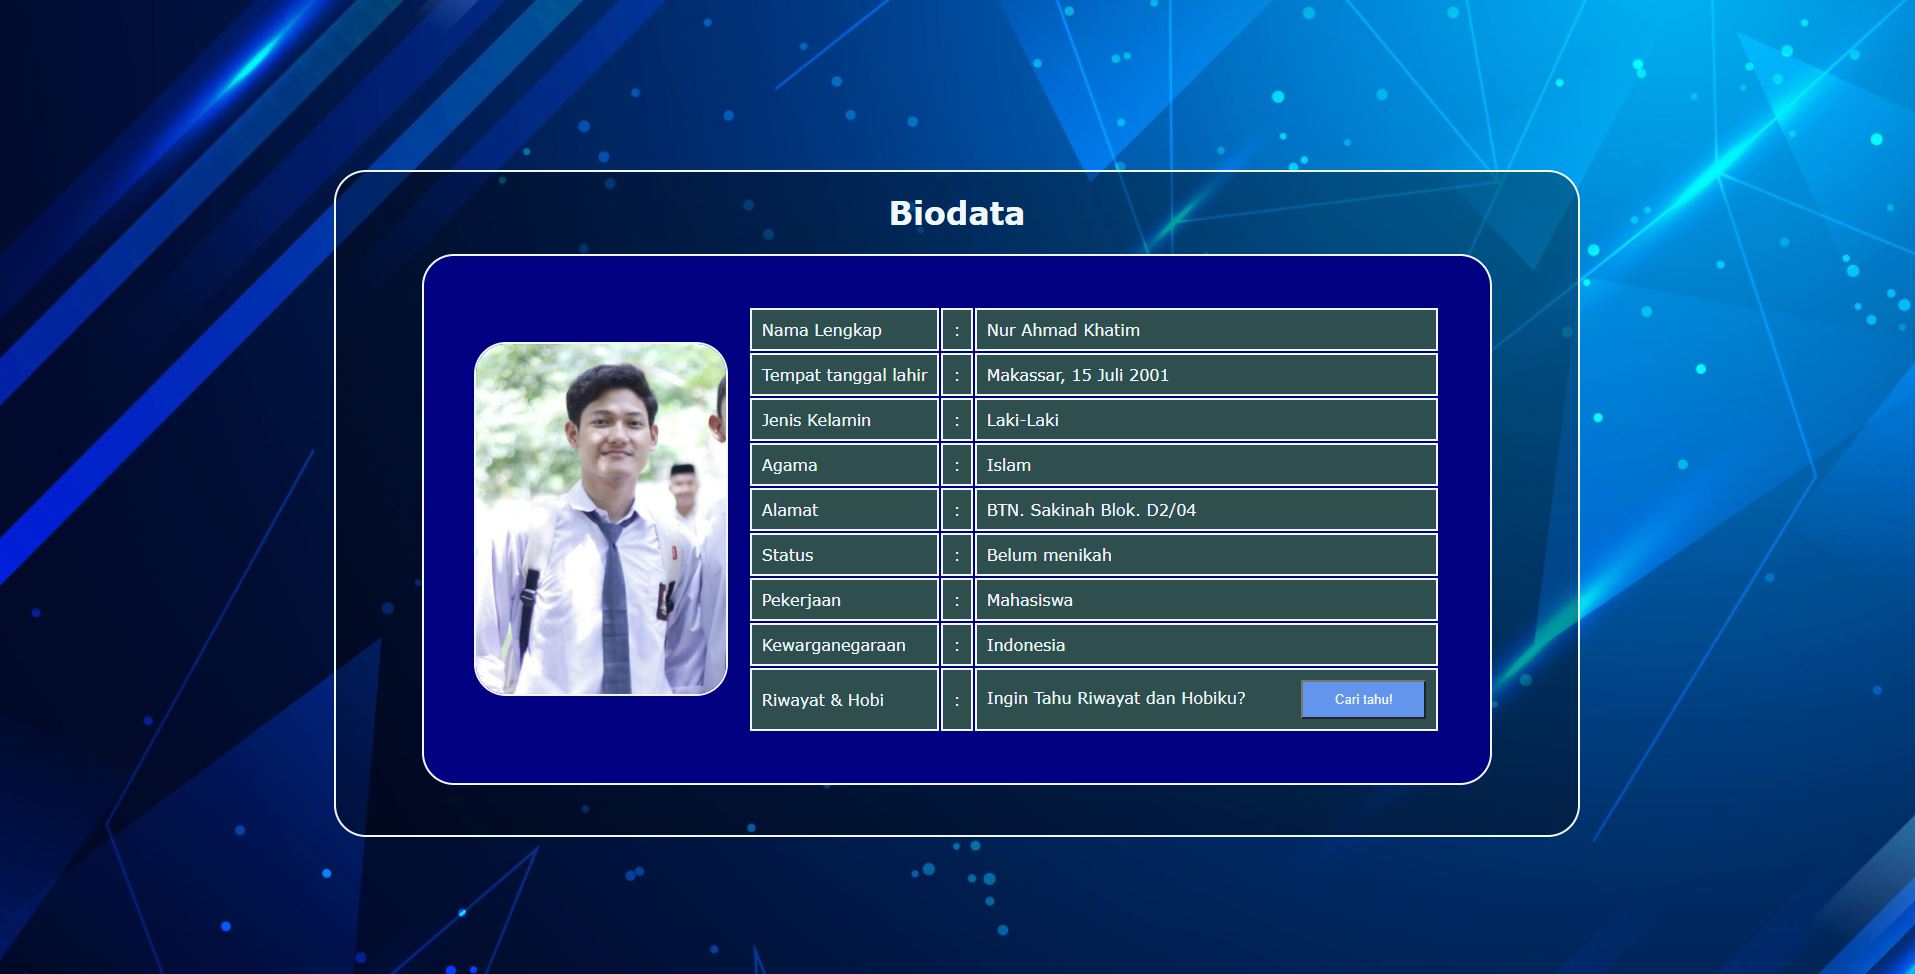 Biodata
Nama Lengkap : Nur Ahmad Khatim
Tempat tanggal lahir : Makassar, 15 Juli 2001
Jenis Kelamin : Laki-Laki
Agama : Islam
Alamat : BTN. Sakinah Blok. D2/04
Status : Belum menikah
Pekerjaan : Mahasiswa
Kewarganegaraan : Indonesia
Riwayat & Hobi : Ingin Tahu Riwayat dan Hobiku? Cari tahu!